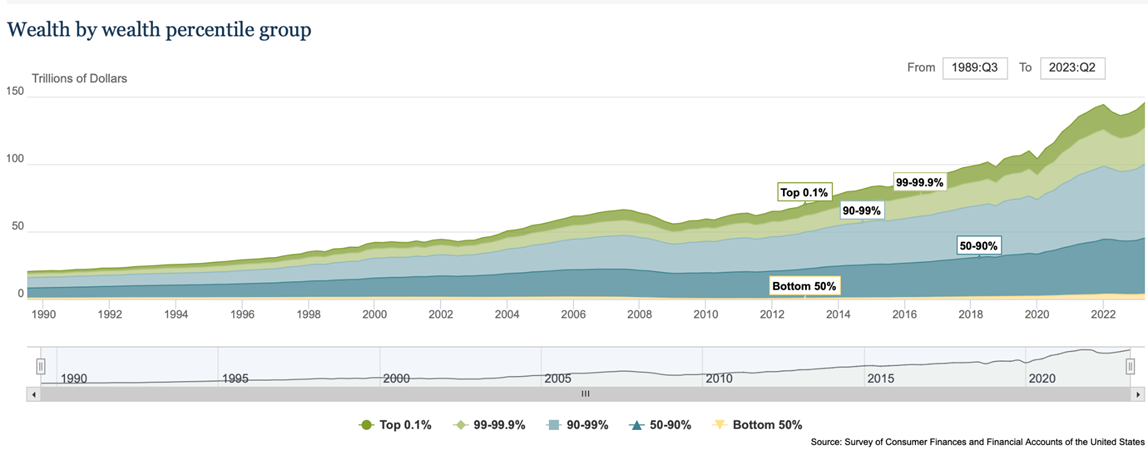 Wealth by wealth percentile group
From 1989:Q3 To 2023:Q2
Trillions of Dollars
150
100
50
0
Top 0.1%
99-99.9%
90-99%
50-90%
Bottom 50%
1990 1992 1994 1996 1998 2000 2002 2004 2006 2008 2010 2012 2014 2016 2018 2020 2022
1990 1995 2000 2005 2010 2015 2020
Top 0.1% 99-99.9% 90-99% 50-90% Bottom 50%
Source: Survey of Consumer Finances and Financial Accounts of the United States